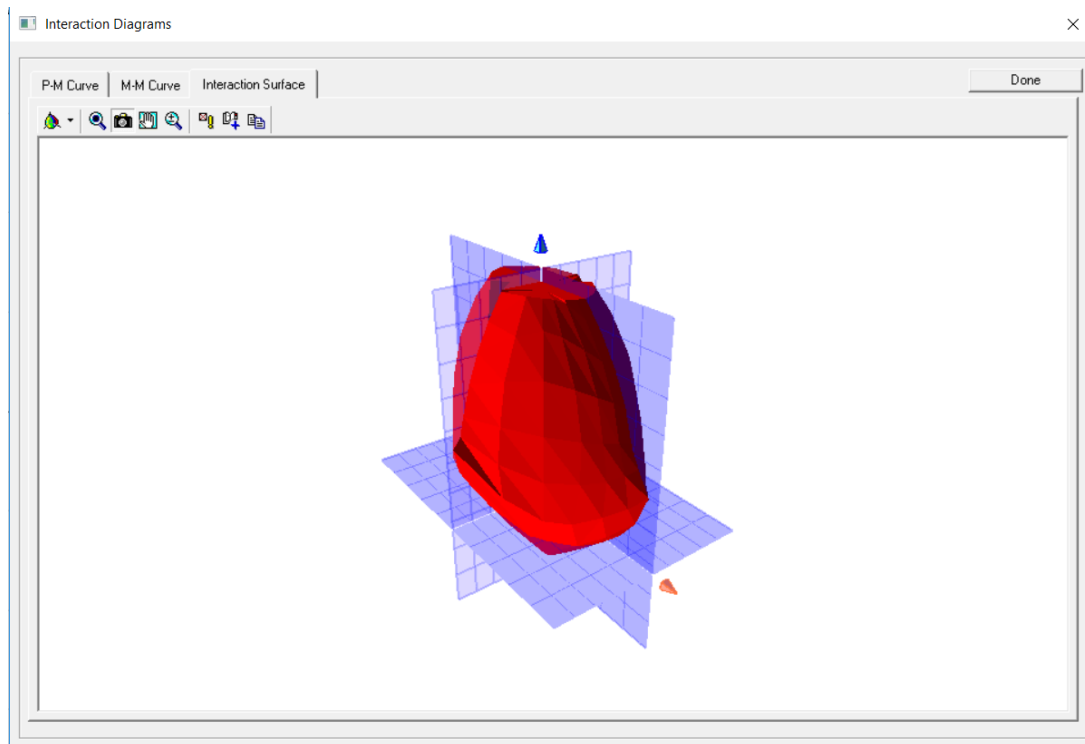 Interaction Diagrams
P-M Curve
M-M Curve
Interaction Surface
Done